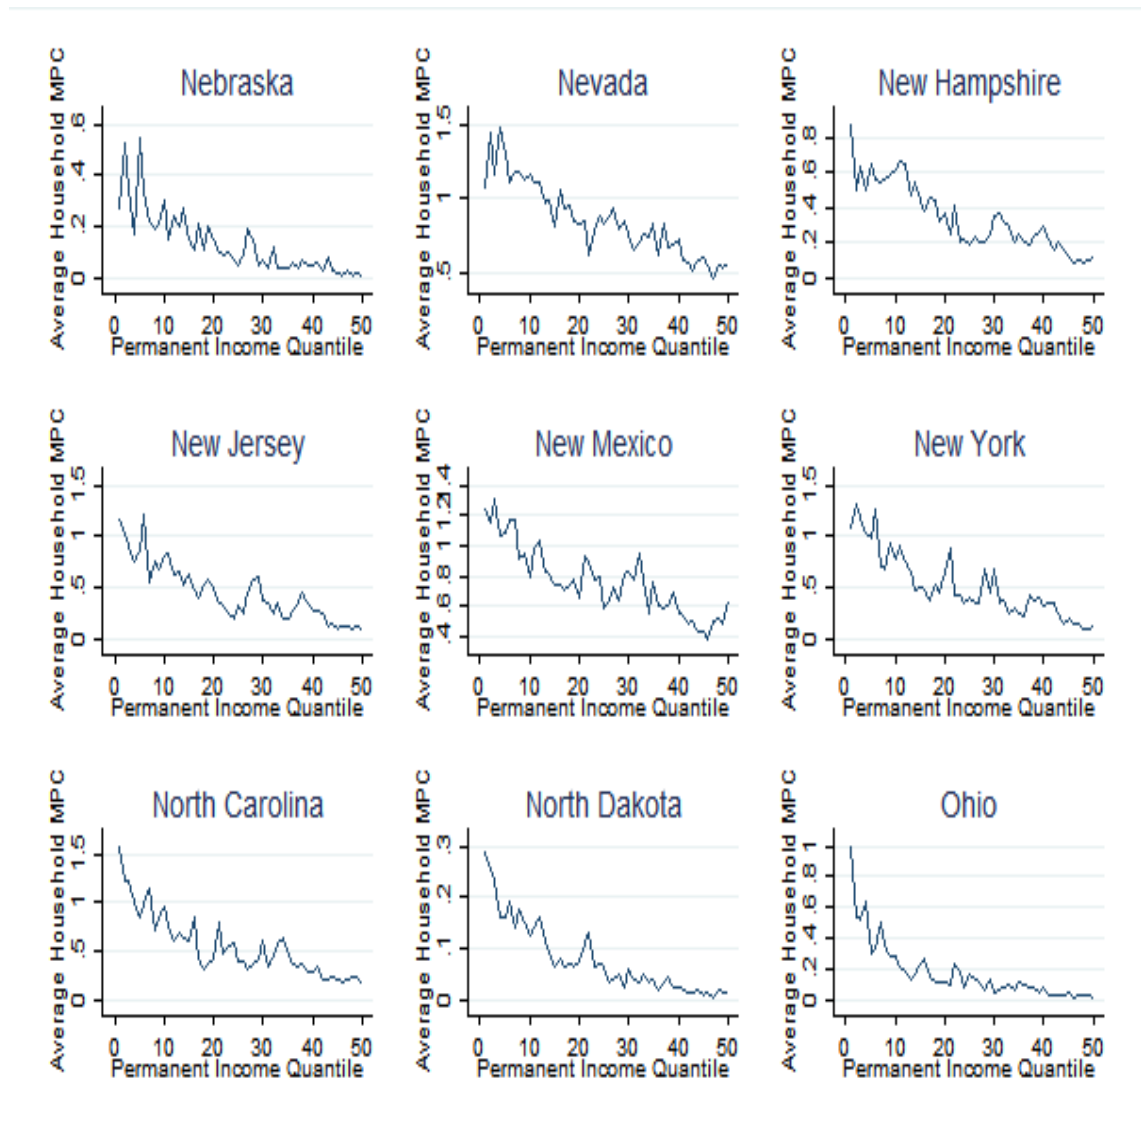 Nebraska
Average Household MPC
0 .2 .4 .6
0 10 20 30 40 50
Permanent Income Quantile
Nevada
Average Household MPC
.5 1 1.5
0 10 20 30 40 50
Permanent Income Quantile
New Hampshire
Average Household MPC
0 .2 .4 .6 .8
0 10 20 30 40 50
Permanent Income Quantile
New Jersey
Average Household MPC
0 .5 1 1.5
0 10 20 30 40 50
Permanent Income Quantile
New Mexico
Average Household MPC
.4 .6 .8 1 1.2 1.4
0 10 20 30 40 50
Permanent Income Quantile
New York
Average Household MPC
0 .5 1 1.5
0 10 20 30 40 50
Permanent Income Quantile
North Carolina
Average Household MPC
0 .5 1 1.5
0 10 20 30 40 50
Permanent Income Quantile
North Dakota
Average Household MPC
0 .1 .2 .3
0 10 20 30 40 50
Permanent Income Quantile
Ohio
Average Household MPC
0 .2 .4 .6 .8 1
0 10 20 30 40 50
Permanent Income Quantile